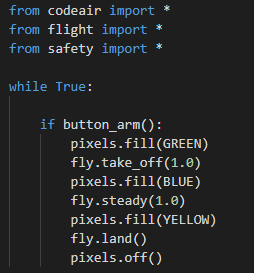 from codeair import *
from flight import *
from safety import *

while True:

    if button_arm():
        pixels.fill(GREEN)
        fly.take_off(1.0)
        pixels.fill(BLUE)
        fly.steady(1.0)
        pixels.fill(YELLOW)
        fly.land()
        pixels.off()